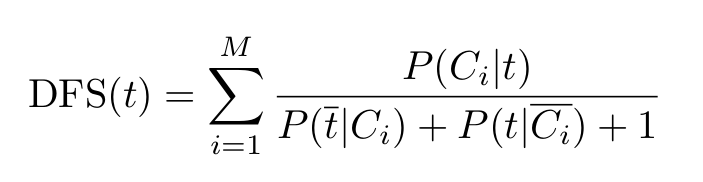 DFS(t) = \sum_{i=1}^{M} \frac{P(C_i|t)}{P(\bar{t}|C_i) + P(t|\overline{C_i}) + 1}